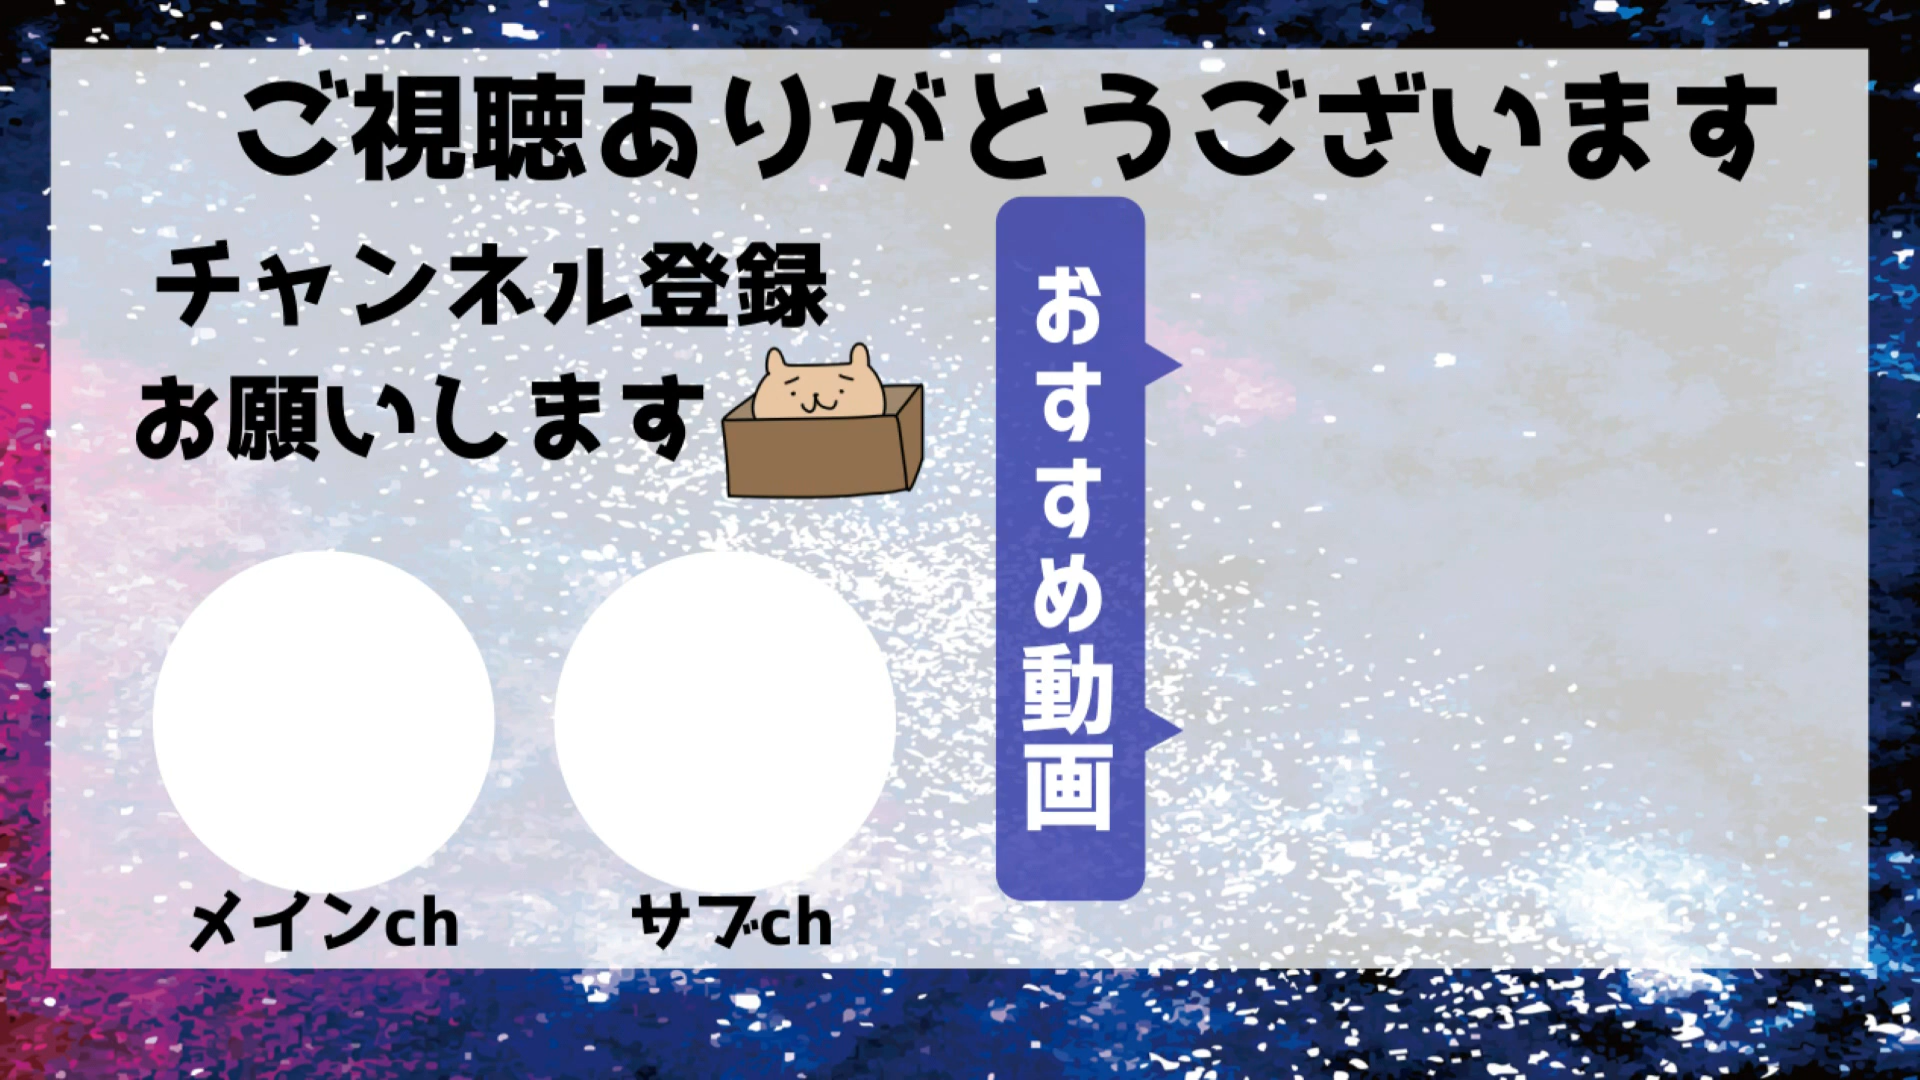 ご視聴ありがとうございます
チャンネル登録
お願いします
おすすめ動画
メインch
サブch